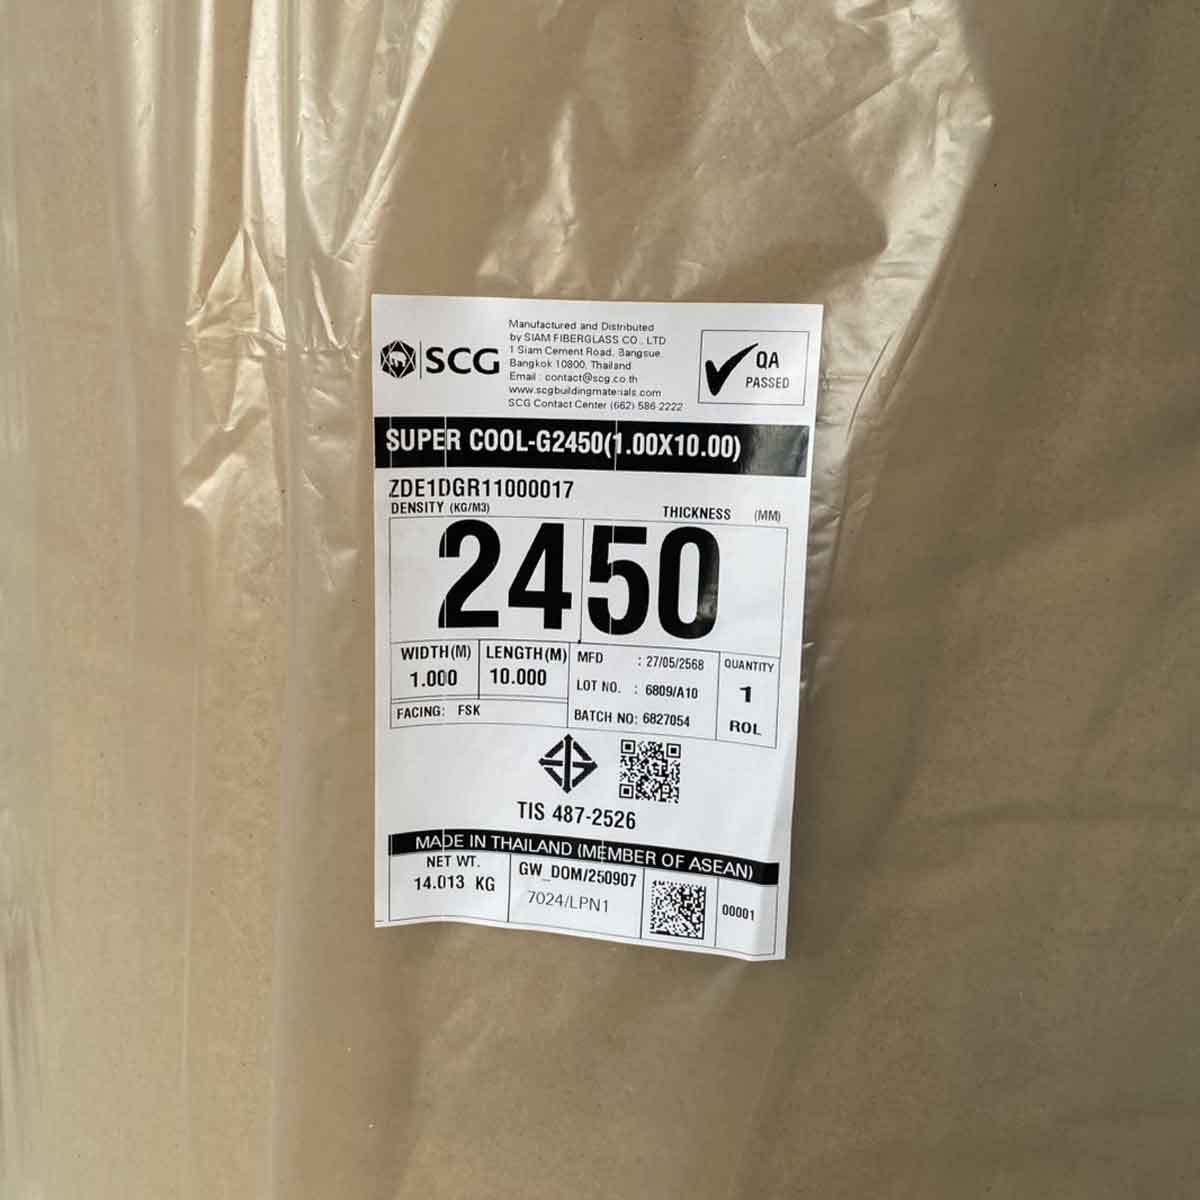 SCG
Manufactured and Distributed
by SIAM FIBERGLASS CO., LTD
1 Siam Cement Road, Bangsue,
Bangkok 10800, Thailand
Email : contact@scg.co.th
www.scgbuildingmaterials.com
SCG Contact Center (662) 586 2222
QA
PASSED
SUPER COOL-G2450(1.00X10.00)
ZDE1DGR11000017
DENSITY (KG/M3)
THICKNESS (MM)
24 50
WIDTH(M)
1.000
LENGTH(M)
10.000
FACING: FSK
MFD : 27/05/2568
LOT NO. : 6809/A10
BATCH NO: 6827054
QUANTITY
1
ROL
TIS 487-2526
MADE IN THAILAND (MEMBER OF ASEAN)
NET WT.
14.013 KG
GW_DOM/250907
7024/LPN1
00001